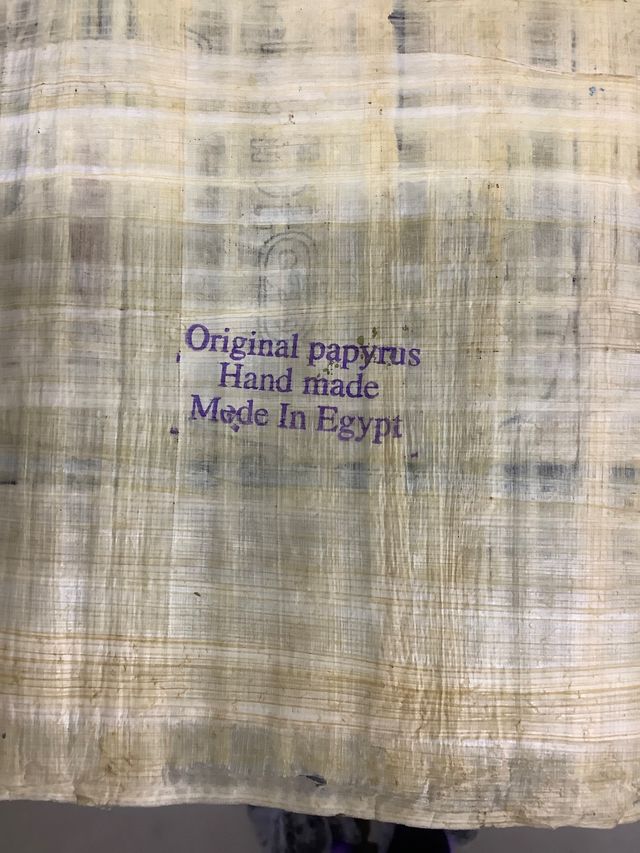 Original papyrus
Hand made
Mede In Egypt